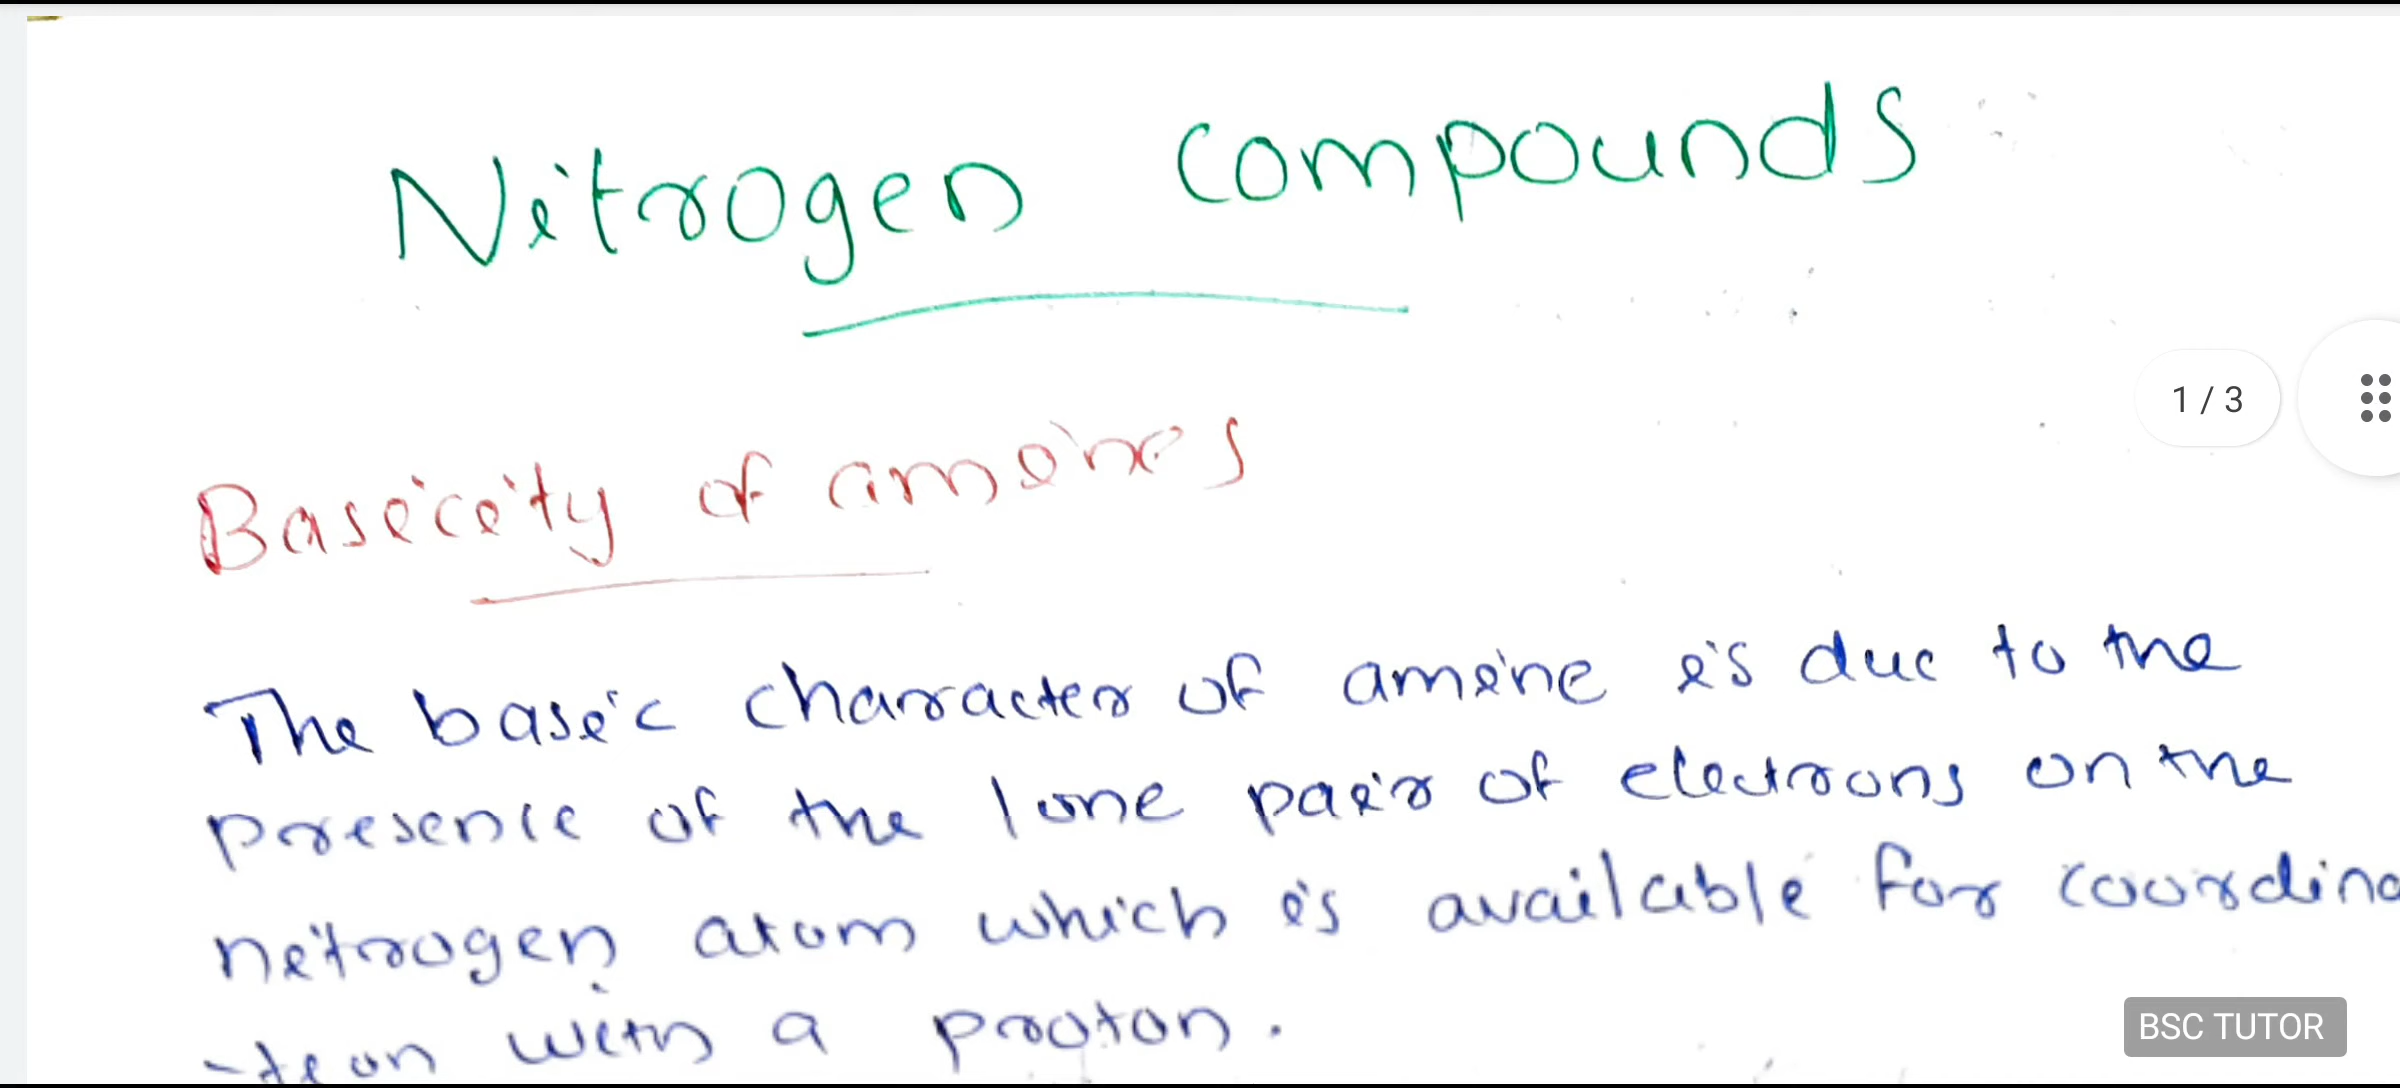 Nitrogen compounds
1 / 3
Basicity of amines
The basic character of amine is due to the
presence of the lone pair of electrons on the
nitrogen atom which is available for coordina
-tion with a proton.
BSC TUTOR